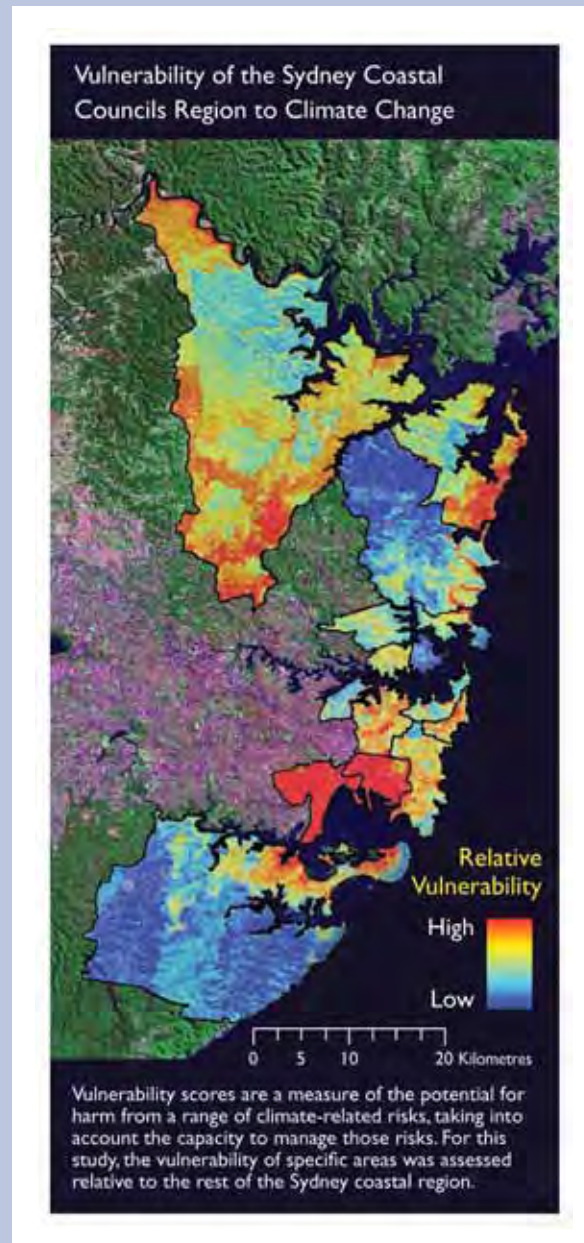 Vulnerability of the Sydney Coastal
Councils Region to Climate Change
Relative
Vulnerability
High
Low
0 5 10 20 Kilometres
Vulnerability scores are a measure of the potential for
harm from a range of climate-related risks, taking into
account the capacity to manage those risks. For this
study, the vulnerability of specific areas was assessed
relative to the rest of the Sydney coastal region.